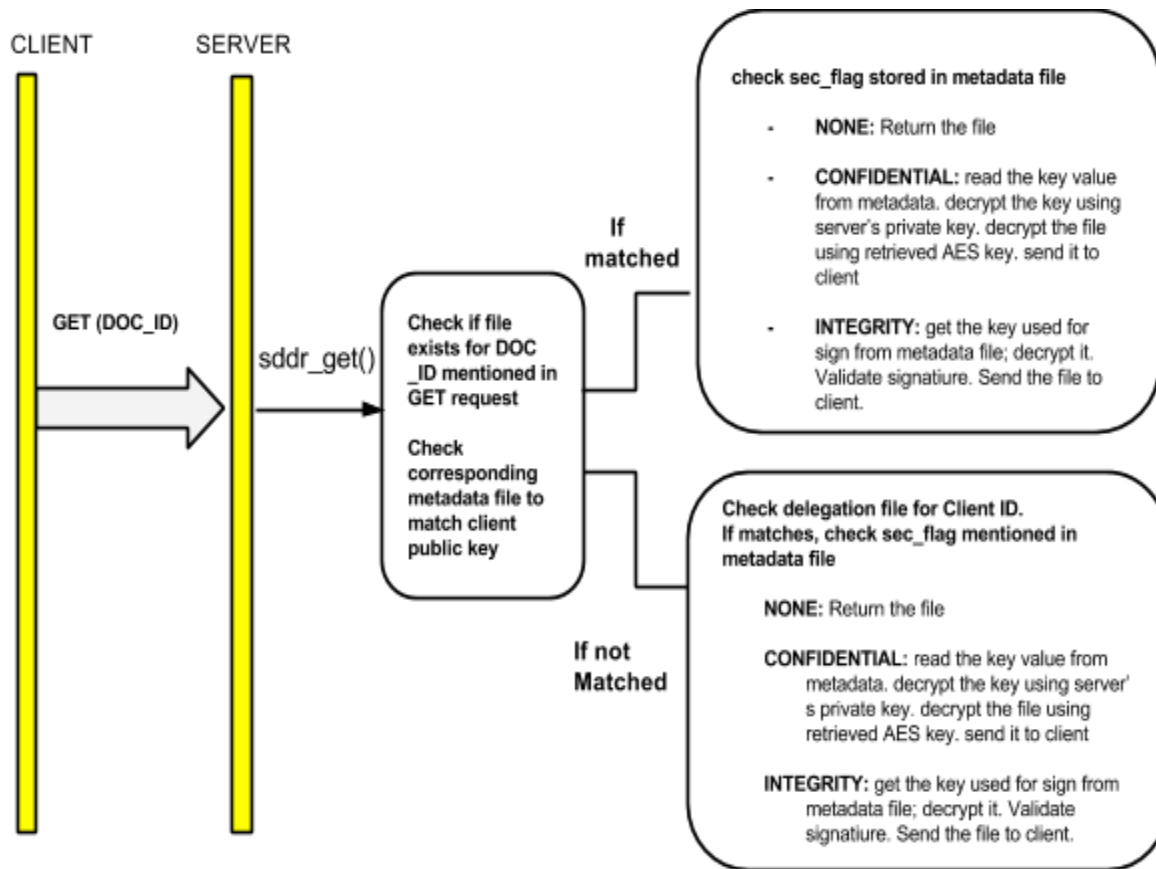 CLIENT
SERVER
GET (DOC_ID)
sddr_get()
Check if file
exists for DOC
_ID mentioned in
GET request
Check
corresponding
metadata file to
match client
public key
If
matched
check sec_flag stored in metadata file
- NONE: Return the file
- CONFIDENTIAL: read the key value
from metadata. decrypt the key using
server's private key. decrypt the file
using retrieved AES key. send it to
client
- INTEGRITY: get the key used for
sign from metadata file; decrypt it.
Validate signatiure. Send the file to
client.
If not
Matched
Check delegation file for Client ID.
If matches, check sec_flag mentioned in
metadata file
NONE: Return the file
CONFIDENTIAL: read the key value from
metadata. decrypt the key using server'
s private key. decrypt the file using
retrieved AES key. send it to client
INTEGRITY: get the key used for sign from
metadata file; decrypt it. Validate
signatiure. Send the file to client.